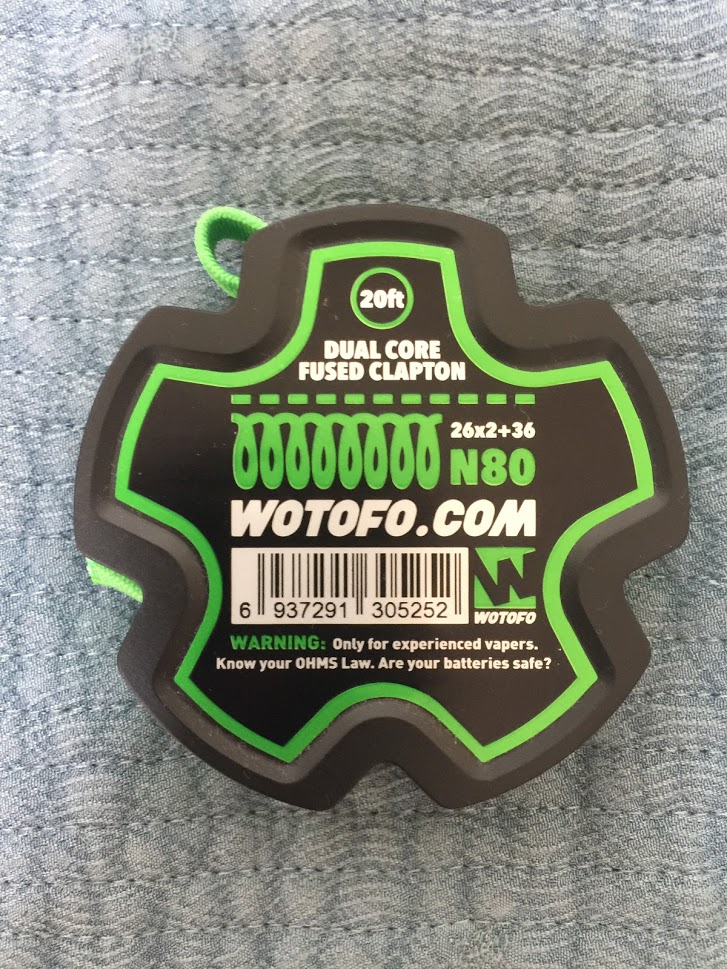 20ft
DUAL CORE
FUSED CLAPTON
26x2+36
N80
WOTOFO.COM
6 937291 305252
W
WOTOFO
WARNING: Only for experienced vapers.
Know your OHMS Law. Are your batteries safe?